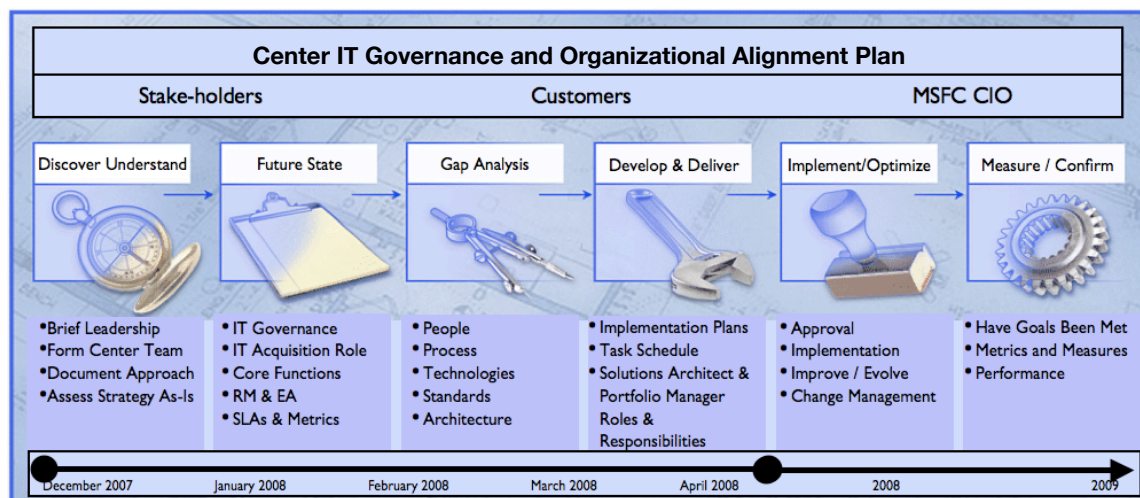 Center IT Governance and Organizational Alignment Plan
Stake-holders Customers MSFC CIO
Discover Understand
Future State
Gap Analysis
Develop & Deliver
Implement/Optimize
Measure / Confirm
•Brief Leadership
•Form Center Team
•Document Approach
•Assess Strategy As-Is
• IT Governance
• IT Acquisition Role
• Core Functions
• RM & EA
• SLAs & Metrics
• People
• Process
• Technologies
• Standards
• Architecture
• Implementation Plans
• Task Schedule
• Solutions Architect &
Portfolio Manager
Roles &
Responsibilities
• Approval
• Implementation
• Improve / Evolve
• Change Management
• Have Goals Been Met
• Metrics and Measures
• Performance
December 2007 January 2008 February 2008 March 2008 April 2008 2008 2009